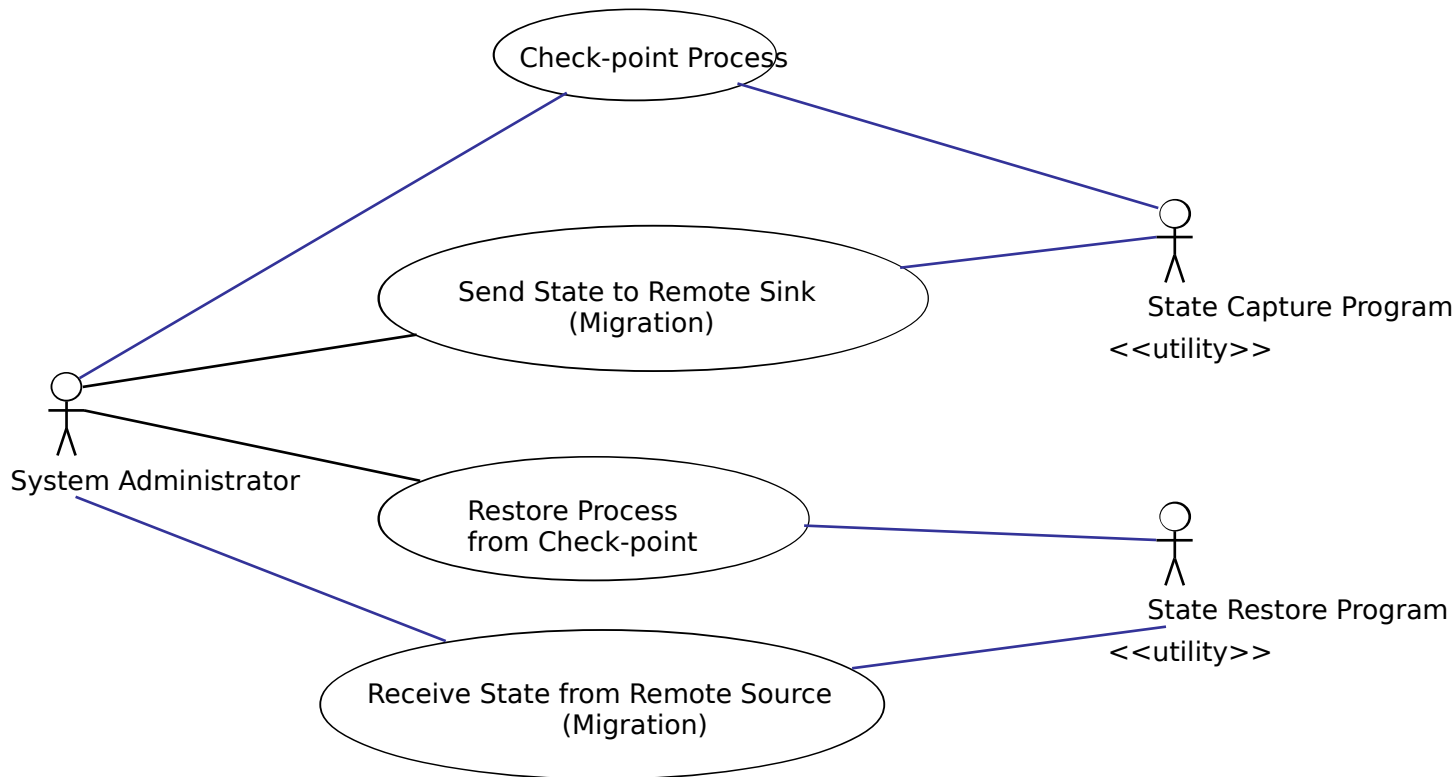 Check-point Process
Send State to Remote Sink
(Migration)
State Capture Program
<<utility>>
System Administrator
Restore Process
from Check-point
State Restore Program
<<utility>>
Receive State from Remote Source
(Migration)